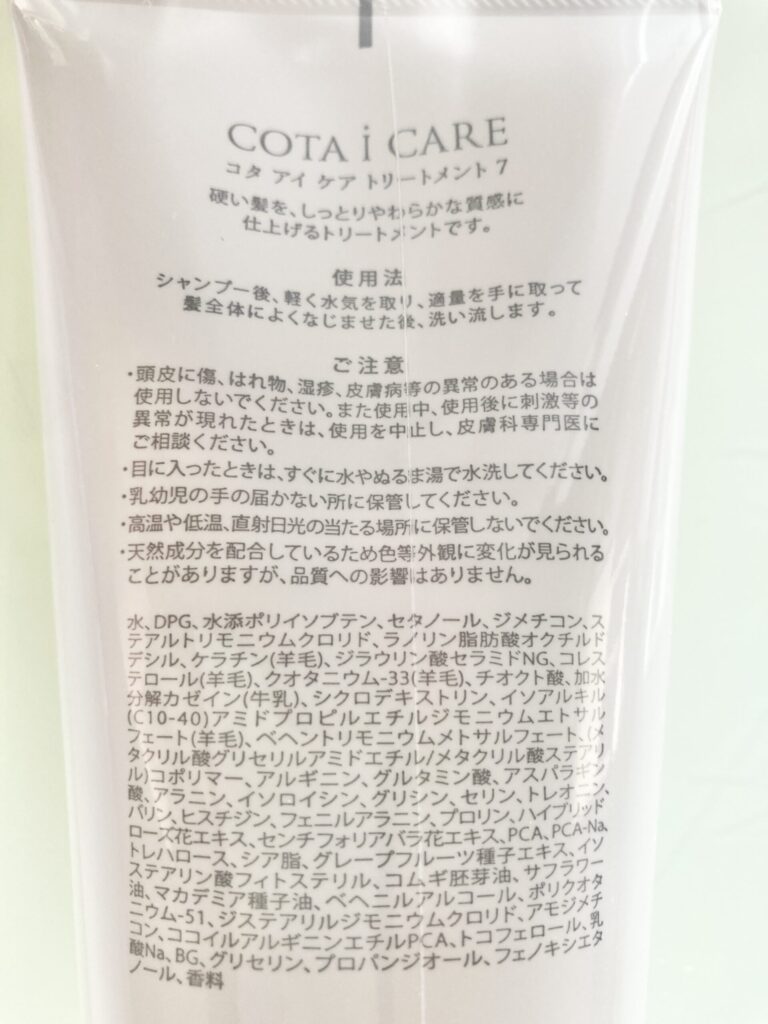 COTA i CARE
コタ アイ ケア トリートメント 7
硬い髪を、しっとりやわらかな質感に
仕上げるトリートメントです。
使用法
シャンプー後、軽く水気を取り、適量を手に取って
髪全体によくなじませた後、洗い流します。
ご注意
・頭皮に傷、はれ物、湿疹、皮膚病等の異常のある場合は
使用しないでください。また使用中、使用後に刺激等の
異常が現れたときは、使用を中止し、皮膚科専門医に
ご相談ください。
・目に入ったときは、すぐに水やぬるま湯で水洗してください。
・乳幼児の手の届かない所に保管してください。
・高温や低温、直射日光の当たる場所に保管しないでください。
・天然成分を配合しているため色等外観に変化が見られる
ことがありますが、品質への影響はありません。
水、DPG、水添ポリイソブテン、セタノール、ジメチコン、ス
テアルトリモニウムクロリド、ラノリン脂肪酸オクチルド
デシル、ケラチン(羊毛)、ジラウリン酸セラミドNG、コレス
テロール(羊毛)、クオタニウム-33(羊毛)、チオクト酸、加水
分解カゼイン(牛乳)、シクロデキストリン、イソアルキル
(C10-40)アミドプロピルエチルジモニウムエトサル
フェート(羊毛)、ベヘントリモニウムメトサルフェート、(メ
タクリル酸グリセリルアミドエチル/メタクリル酸ステアリ
ル)コポリマー、アルギニン、グルタミン酸、アスパラギン
酸、アラニン、イソロイシン、グリシン、セリン、トレオニン、
バリン、ヒスチジン、フェニルアラニン、プロリン、ハイブリッド
ローズ花エキス、センチフォリアバラ花エキス、PCA、PCA-Na、
トレハロース、シア脂、グレープフルーツ種子エキス、イソ
ステアリン酸フィトステリル、コムギ胚芽油、サフラワー
油、マカデミア種子油、ベヘニルアルコール、ポリクオタ
ニウム-51、ジステアリルジモニウムクロリド、アモジメチ
コン、ココイルアルギニンエチルPCA、トコフェロール、乳
酸Na、BG、グリセリン、プロパンジオール、フェノキシエタ
ノール、香料